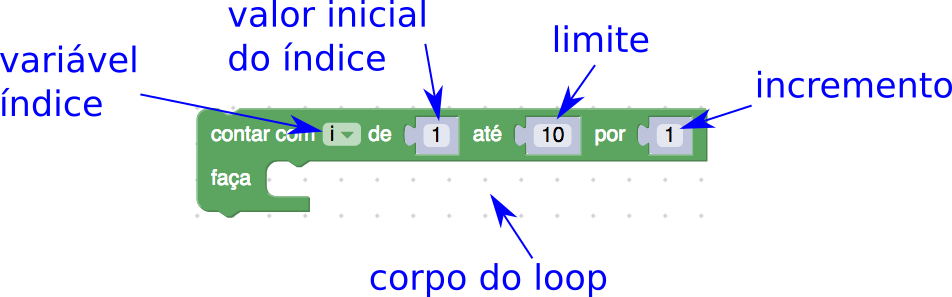 valor inicial
do índice
variável
índice
limite
incremento
contar com i de 1 até 10 por 1
faça
corpo do loop